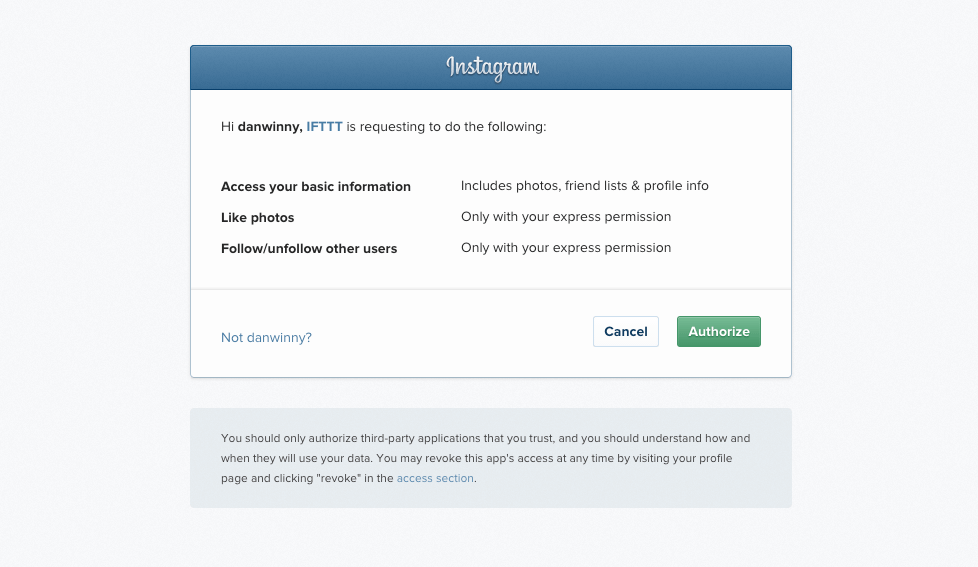 Instagram
Hi danwinny, IFTTT is requesting to do the following:
Access your basic information Includes photos, friend lists & profile info
Like photos Only with your express permission
Follow/unfollow other users Only with your express permission
Not danwinny? Cancel Authorize
You should only authorize third-party applications that you trust, and you should understand how and
when they will use your data. You may revoke this app's access at any time by visiting your profile
page and clicking "revoke" in the access section.